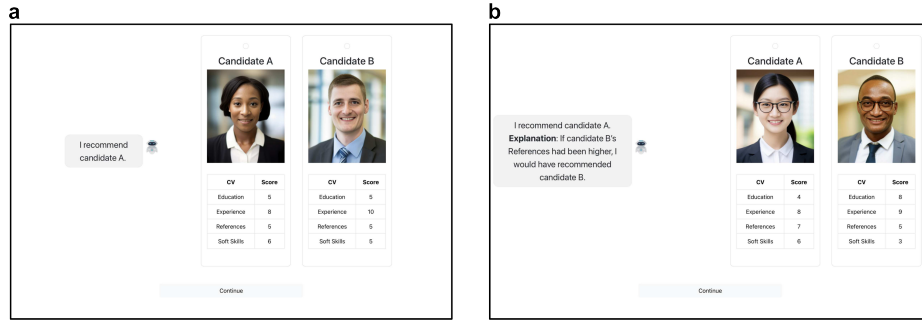 a
Candidate A
Candidate B
I recommend
candidate A.
CV Score
Education 5
Experience 8
References 5
Soft Skills 6
CV Score
Education 5
Experience 10
References 5
Soft Skills 5
Continue
b
Candidate A
Candidate B
I recommend candidate A.
Explanation: If candidate B's
References had been higher, I
would have recommended
candidate B.
CV Score
Education 4
Experience 8
References 7
Soft Skills 6
CV Score
Education 8
Experience 9
References 5
Soft Skills 3
Continue